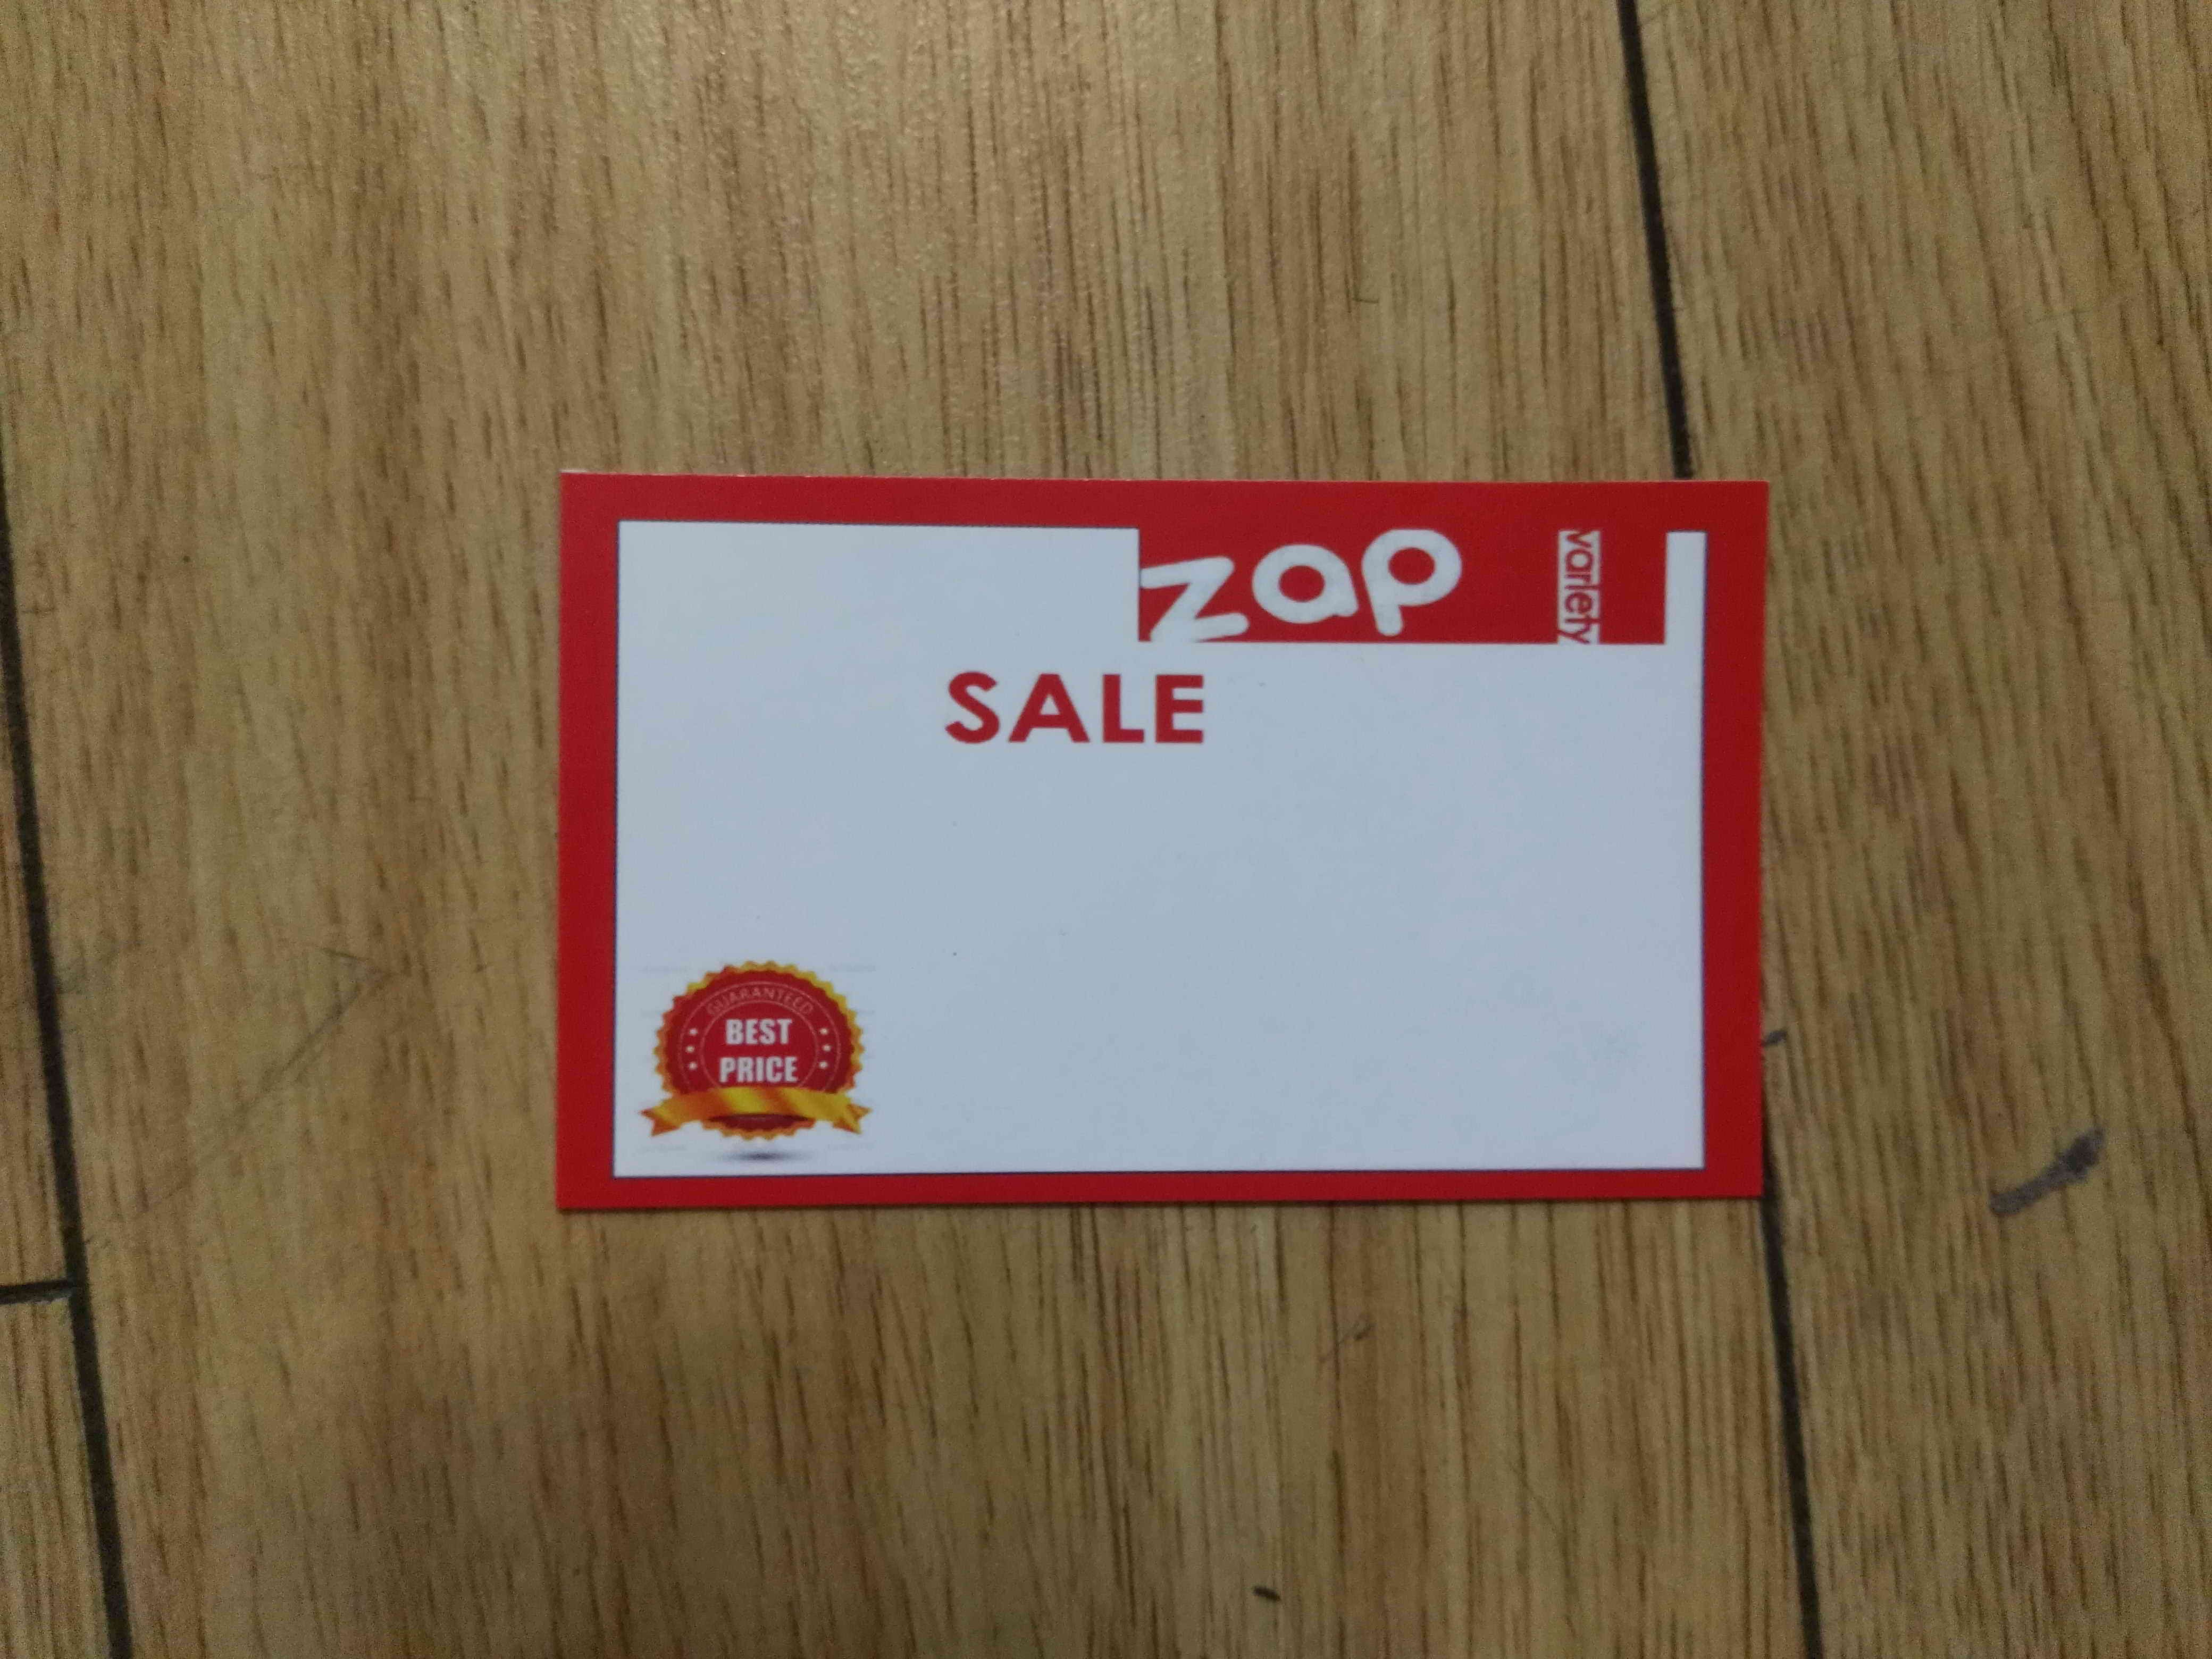 zap
variety
SALE
GUARANTEED
BEST
PRICE